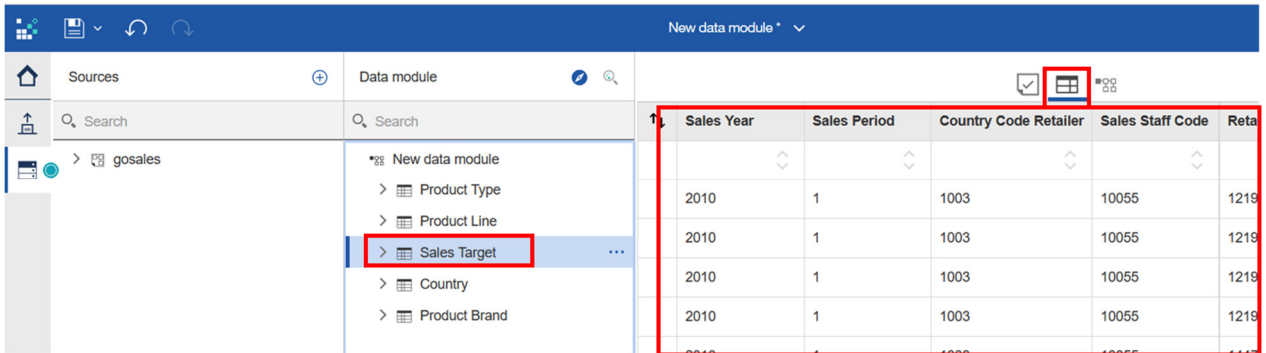 New data module *
Sources
Data module
Search
Search
Sales Year Sales Period Country Code Retailer Sales Staff Code
gosales
New data module
Product Type
Product Line
Sales Target
Country
Product Brand
2010 1 1003 10055 1219
2010 1 1003 10055 1219
2010 1 1003 10055 1219
2010 1 1003 10055 1219